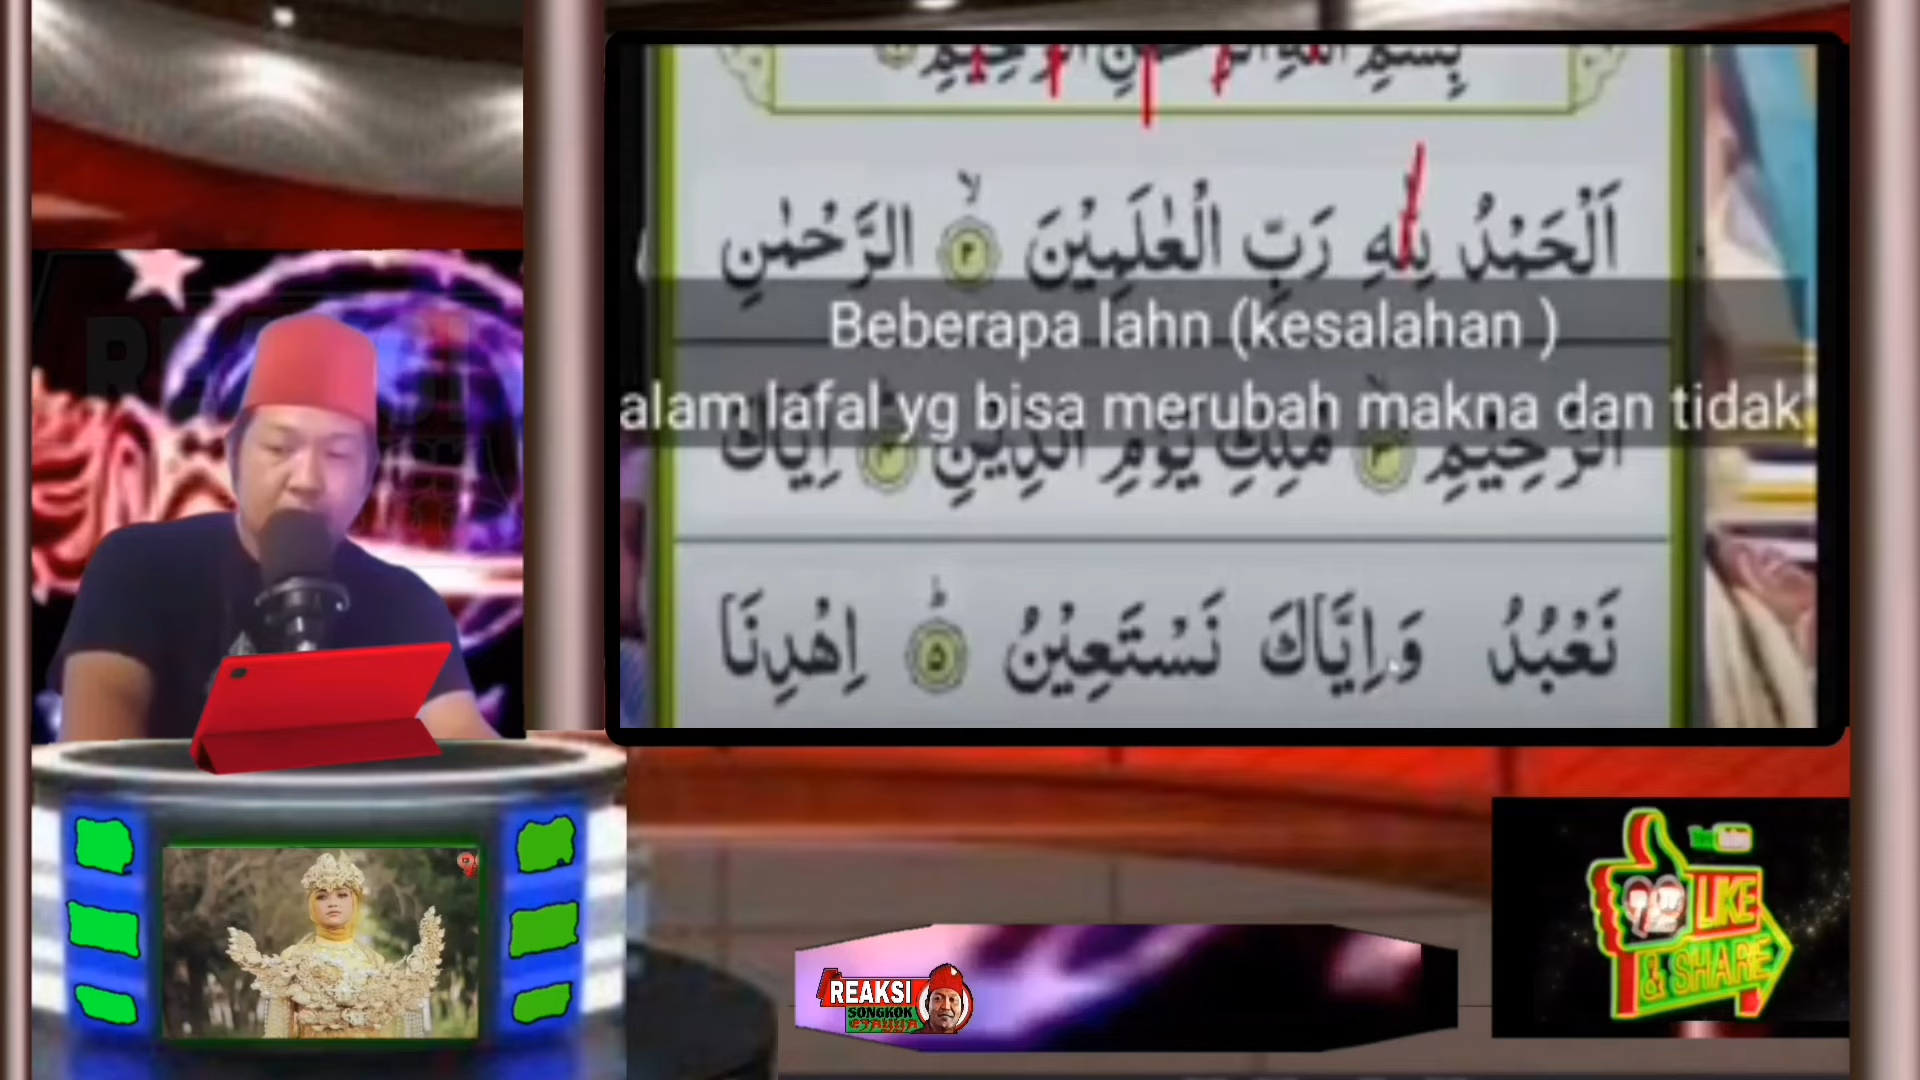 بِسْمِ اللهِ الرَّحْمٰنِ الرَّحِيْمِ
اَلْحَمْدُ لِلّٰهِ رَبِّ الْعٰلَمِيْنَ ٢ الرَّحْمٰنِ
Beberapa lahn (kesalahan )
alam lafal yg bisa merubah makna dan tidak
الرَّحِيْمِ ٣ مٰلِكِ يَوْمِ الدِّيْنِ ٤ اِيَّاكَ
نَعْبُدُ وَاِيَّاكَ نَسْتَعِيْنُ ٥ اِهْدِنَا
REAKSI
SONGKOK
LIKE
& SHARE